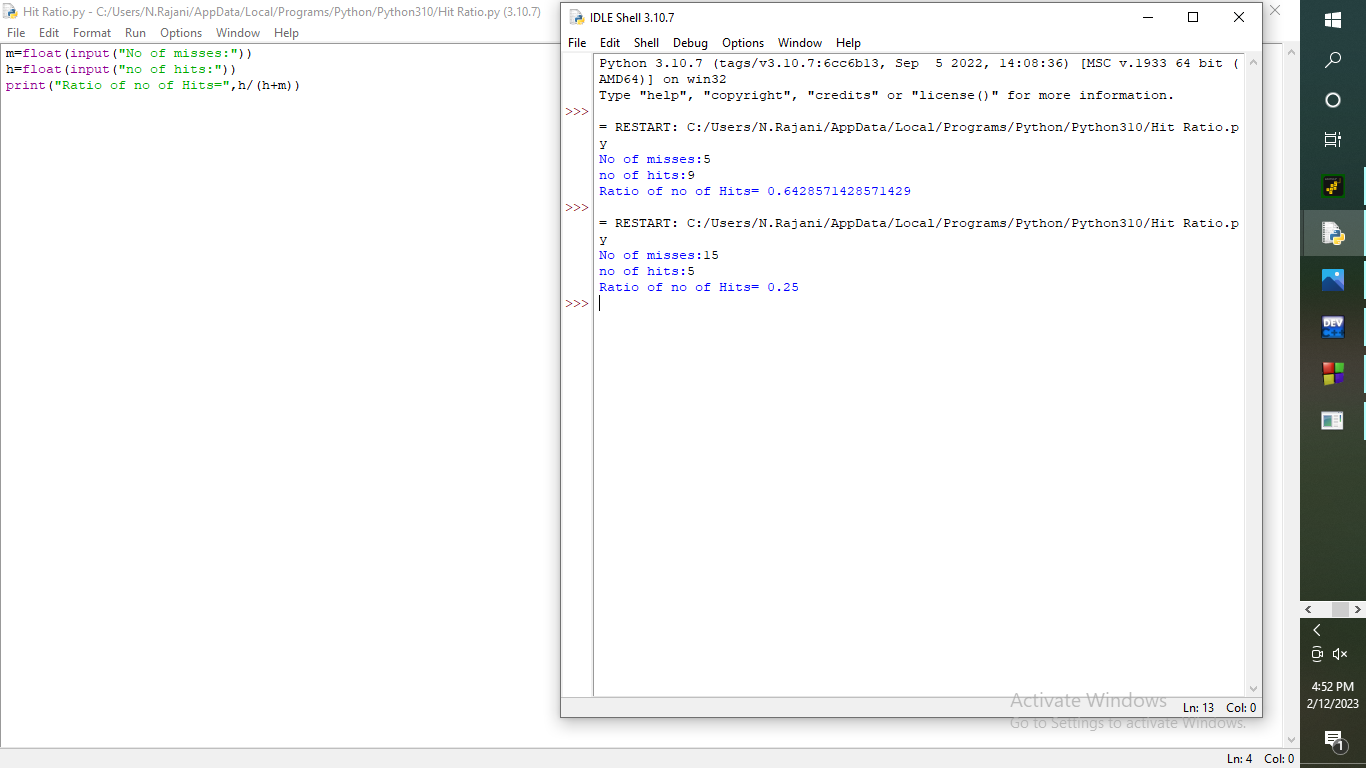 Hit Ratio.py - C:/Users/N.Rajani/AppData/Local/Programs/Python/Python310/Hit Ratio.py (3.10.7)
File Edit Format Run Options Window Help
m=float(input("No of misses:"))
h=float(input("no of hits:"))
print("Ratio of no of Hits=",h/(h+m))
IDLE Shell 3.10.7
File Edit Shell Debug Options Window Help
Python 3.10.7 (tags/v3.10.7:6cc6b13, Sep  5 2022, 14:08:36) [MSC v.1933 64 bit (
AMD64)] on win32
Type "help", "copyright", "credits" or "license()" for more information.
>>>
= RESTART: C:/Users/N.Rajani/AppData/Local/Programs/Python/Python310/Hit Ratio.p
y
No of misses:5
no of hits:9
Ratio of no of Hits= 0.6428571428571429
>>>
= RESTART: C:/Users/N.Rajani/AppData/Local/Programs/Python/Python310/Hit Ratio.p
y
No of misses:15
no of hits:5
Ratio of no of Hits= 0.25
>>>
Activate Windows
Go to Settings to activate Windows.
Ln: 13 Col: 0
Ln: 4 Col: 0
DEV
C++
4:52 PM
2/12/2023
1